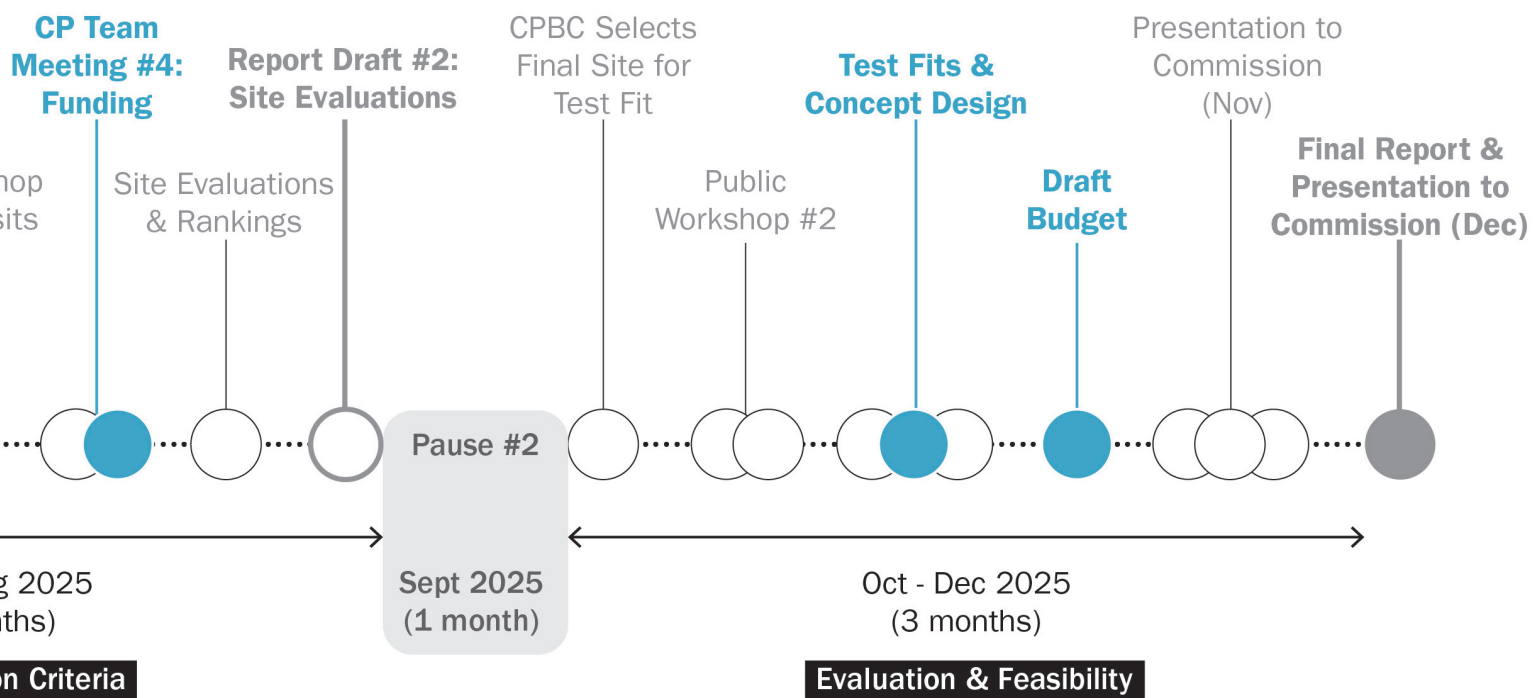 CP Team
Meeting #4:
Funding
Report Draft #2:
Site Evaluations
CPBC Selects
Final Site for
Test Fit
Test Fits &
Concept Design
Presentation to
Commission
(Nov)
Final Report &
Presentation to
Commission (Dec)
Site Evaluations
& Rankings
Public
Workshop #2
Draft
Budget
Pause #2
2025
Sept 2025
(1 month)
Oct - Dec 2025
(3 months)
Criteria
Evaluation & Feasibility